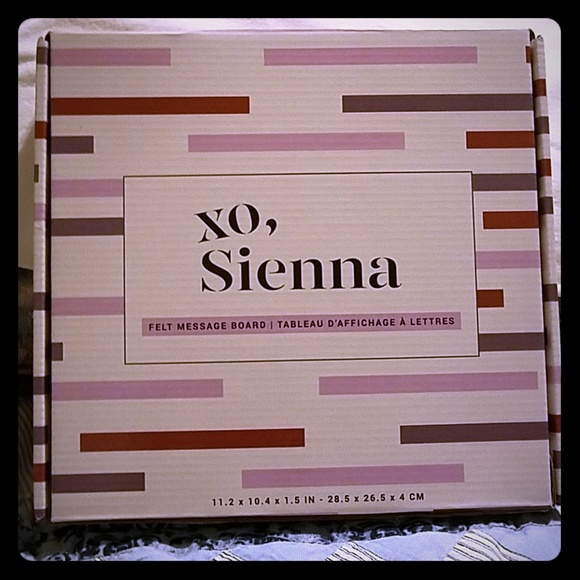 xo,
Sienna
FELT MESSAGE BOARD | TABLEAU D'AFFICHAGE À LETTRES
11.2 x 10.4 x 1.5 IN - 28.5 x 26.5 x 4 CM